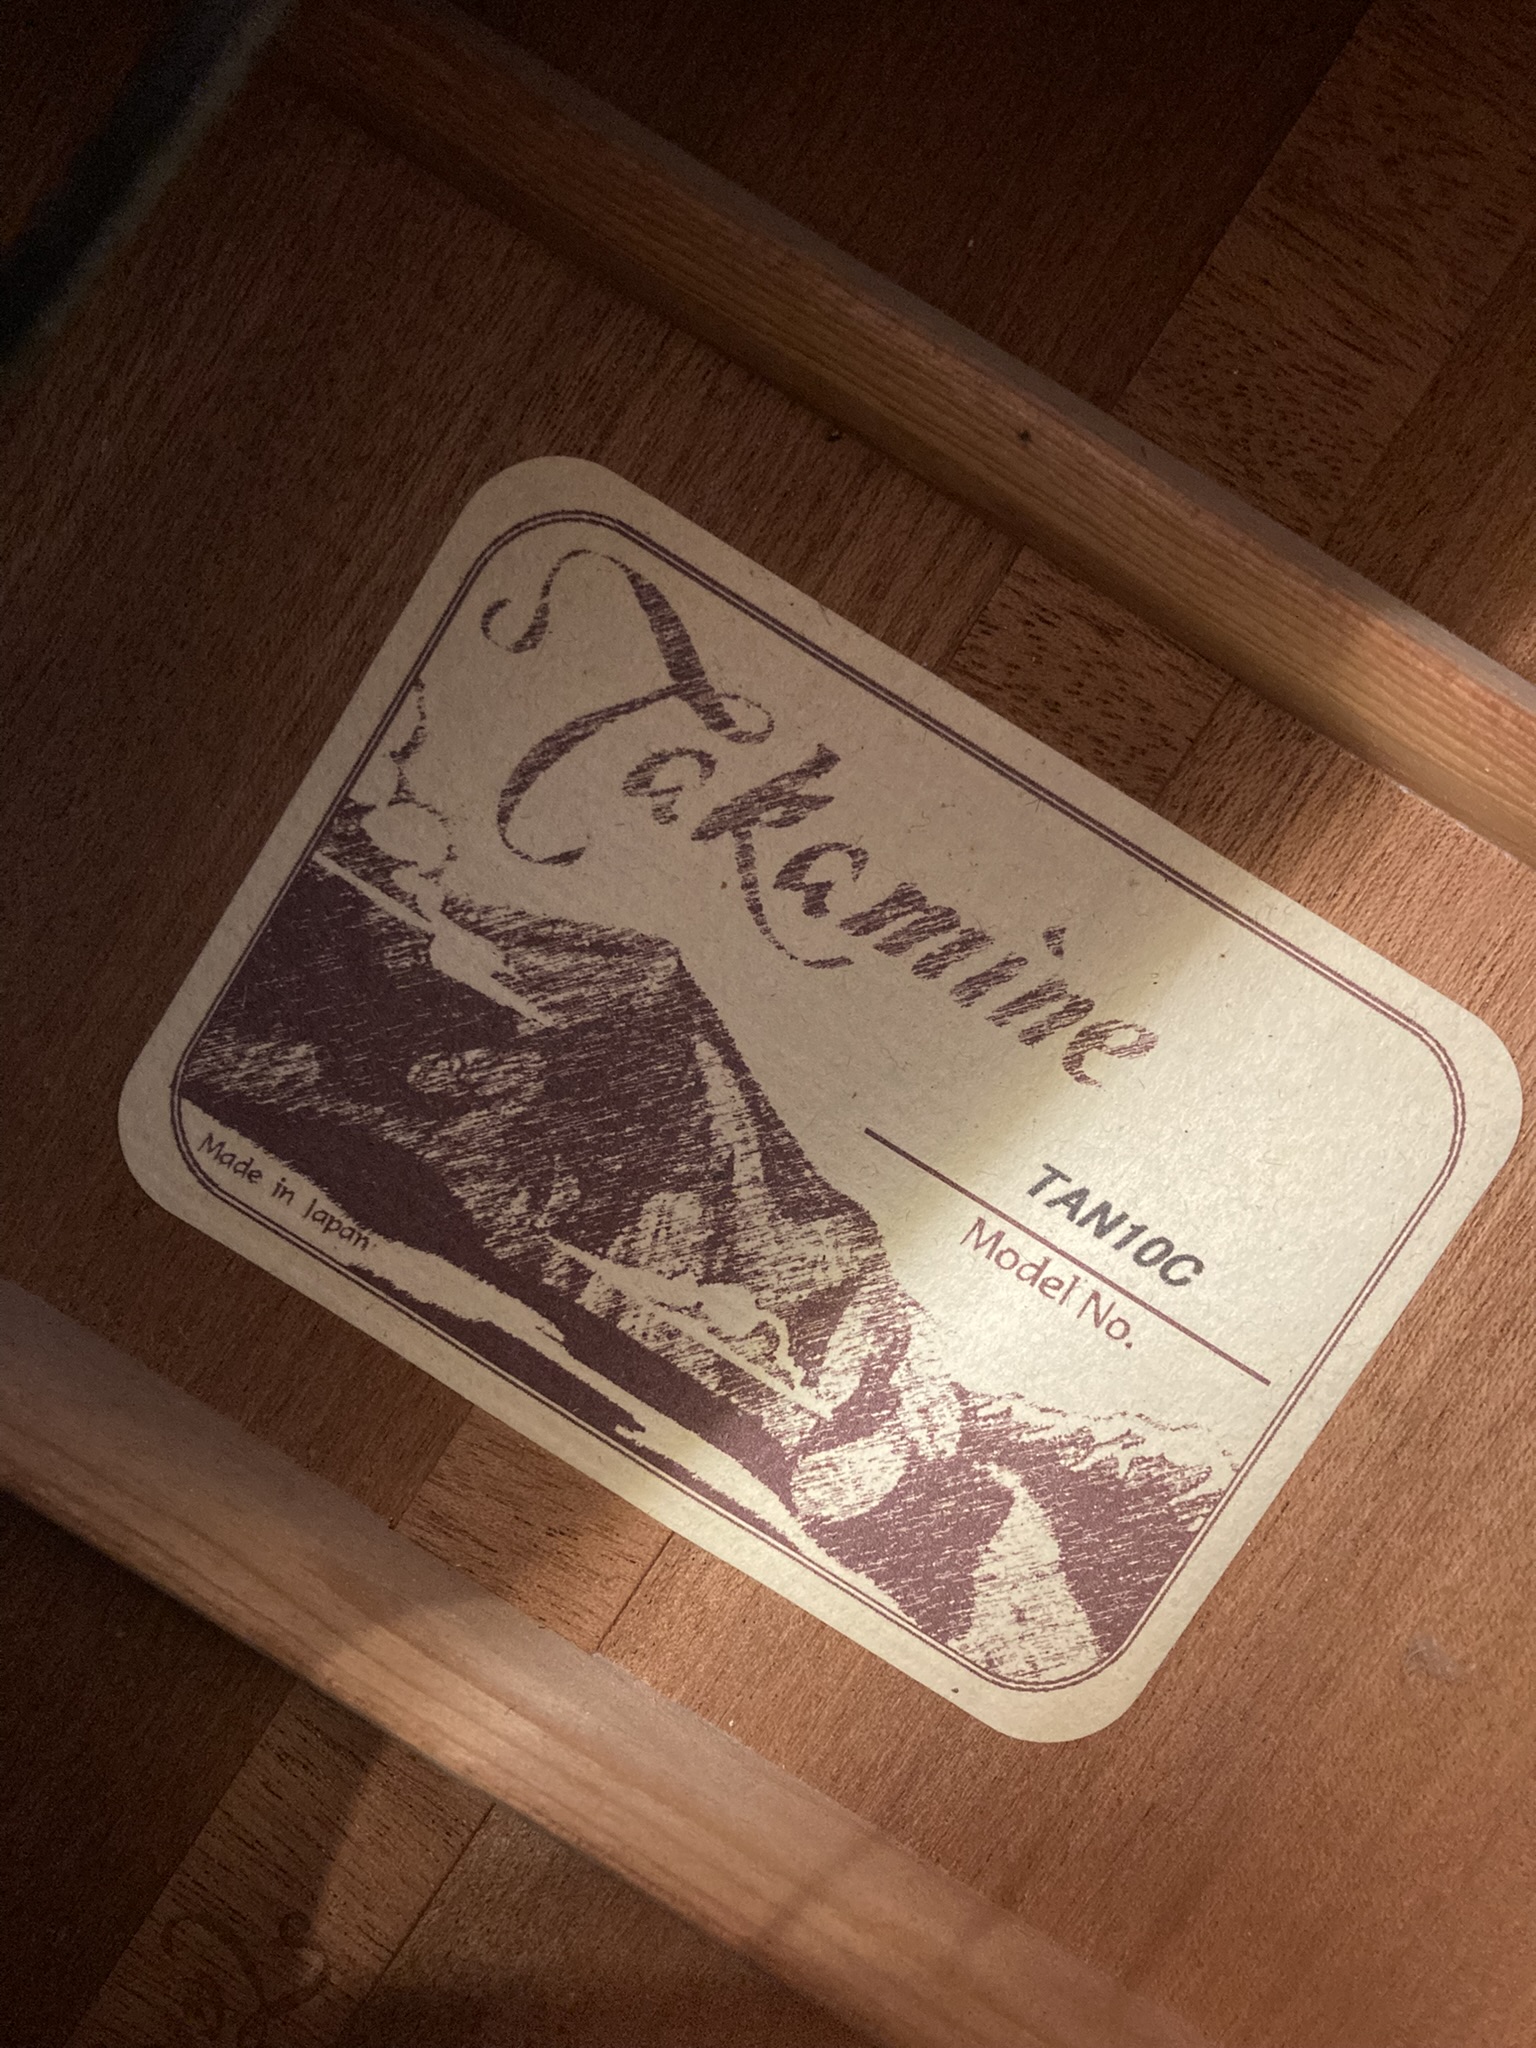 Takamine
TAN10C
Model No.
Made in Japan